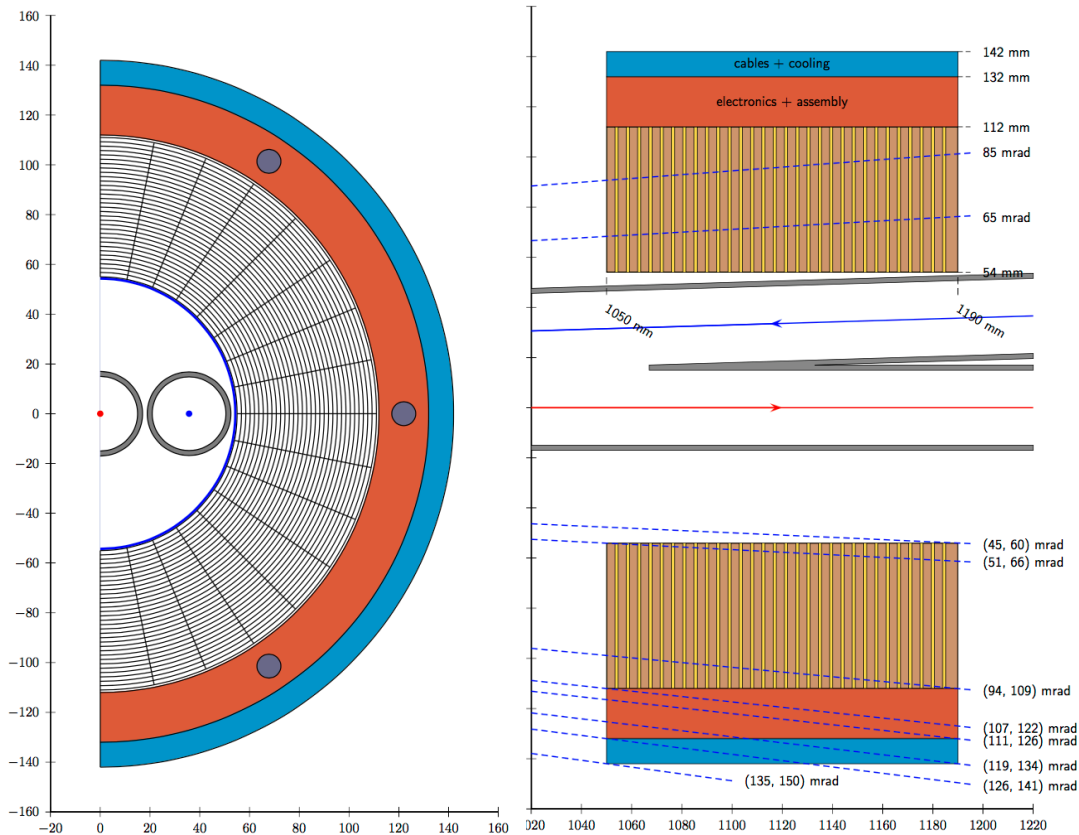 160
140
120
100
80
60
40
20
0
−20
−40
−60
−80
−100
−120
−140
−160
−20
0
20
40
60
80
100
120
140
160
cables + cooling
electronics + assembly
142 mm
132 mm
112 mm
85 mrad
65 mrad
54 mm
1050 mm
1190 mm
(45, 60) mrad
(51, 66) mrad
(94, 109) mrad
(107, 122) mrad
(111, 126) mrad
(119, 134) mrad
(126, 141) mrad
(135, 150) mrad
020
1040
1060
1080
1100
1120
1140
1160
1180
1200
1220